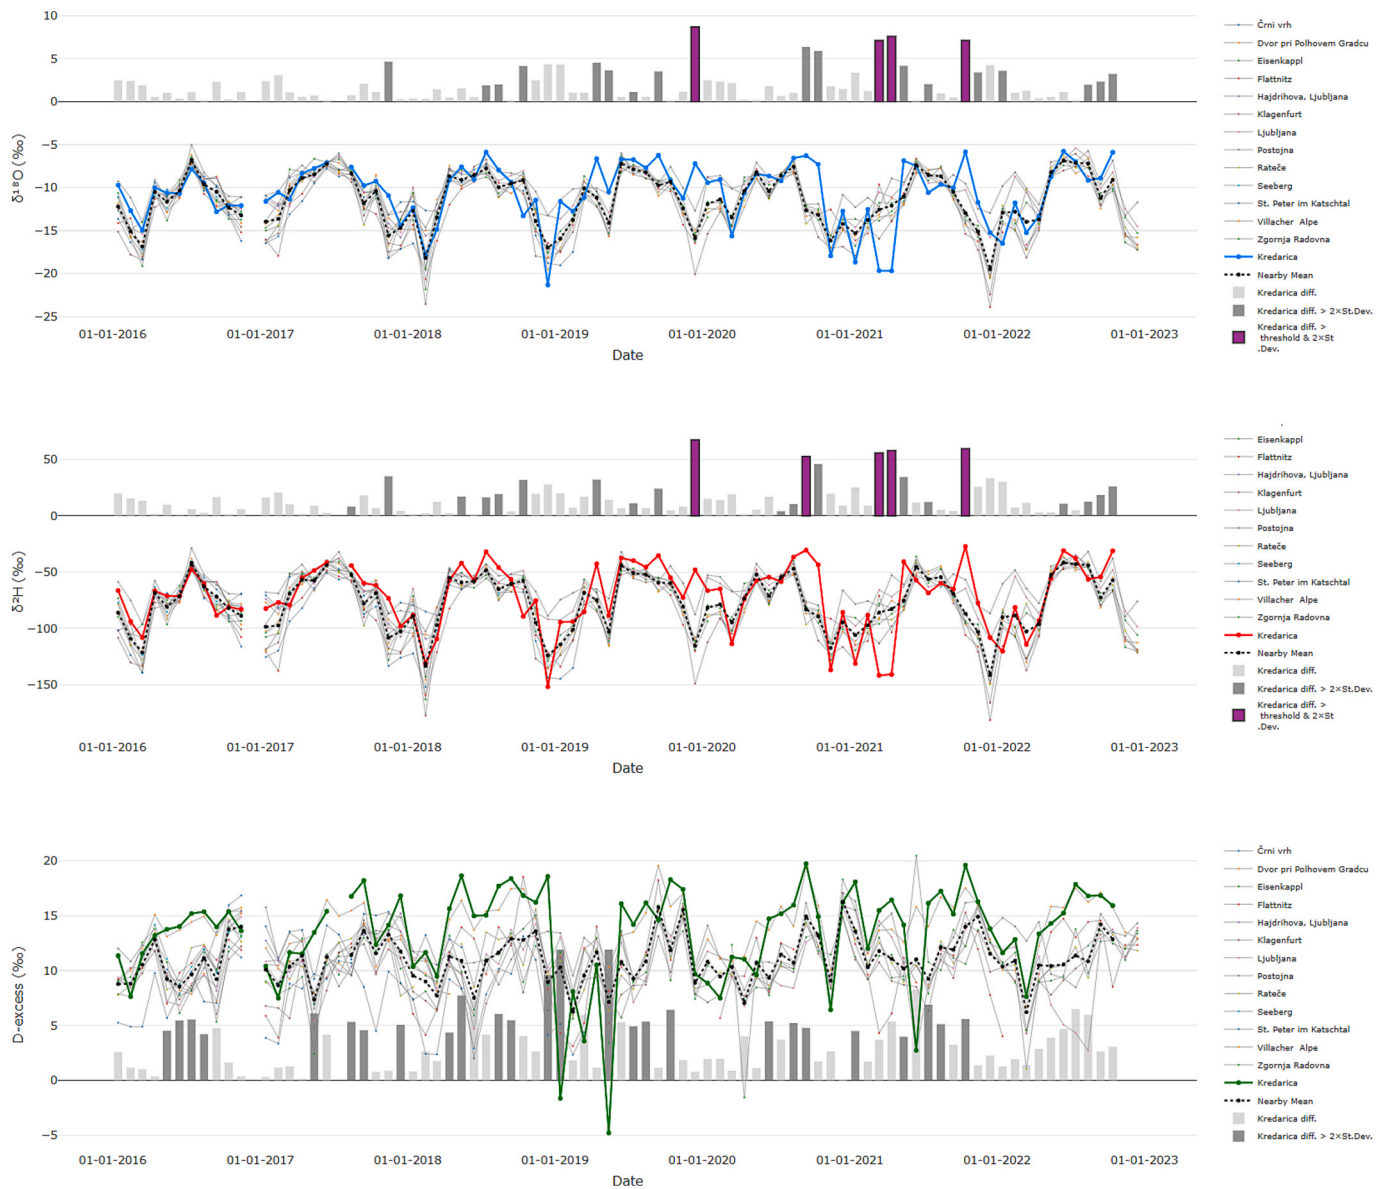 10
5
0
−5
−10
−15
−20
−25
δ¹⁸O (‰)
01-01-2016
01-01-2017
01-01-2018
01-01-2019
01-01-2020
01-01-2021
01-01-2022
01-01-2023
Date
Črni vrh
Dvor pri Polhovem Gradcu
Eisenkappl
Flattnitz
Hajdrihova, Ljubljana
Klagenfurt
Ljubljana
Postojna
Rateče
Seeberg
St. Peter im Katschtal
Villacher Alpe
Zgornja Radovna
Kredarica
Nearby Mean
Kredarica diff.
Kredarica diff. > 2×St.Dev.
Kredarica diff. >
threshold & 2×St
.Dev.
50
0
−50
−100
−150
δ²H (‰)
01-01-2016
01-01-2017
01-01-2018
01-01-2019
01-01-2020
01-01-2021
01-01-2022
01-01-2023
Date
Eisenkappl
Flattnitz
Hajdrihova, Ljubljana
Klagenfurt
Ljubljana
Postojna
Rateče
Seeberg
St. Peter im Katschtal
Villacher Alpe
Zgornja Radovna
Kredarica
Nearby Mean
Kredarica diff.
Kredarica diff. > 2×St.Dev.
Kredarica diff. >
threshold & 2×St
.Dev.
20
15
10
5
0
−5
D-excess (‰)
01-01-2016
01-01-2017
01-01-2018
01-01-2019
01-01-2020
01-01-2021
01-01-2022
01-01-2023
Date
Črni vrh
Dvor pri Polhovem Gradcu
Eisenkappl
Flattnitz
Hajdrihova, Ljubljana
Klagenfurt
Ljubljana
Postojna
Rateče
Seeberg
St. Peter im Katschtal
Villacher Alpe
Zgornja Radovna
Kredarica
Nearby Mean
Kredarica diff.
Kredarica diff. > 2×St.Dev.